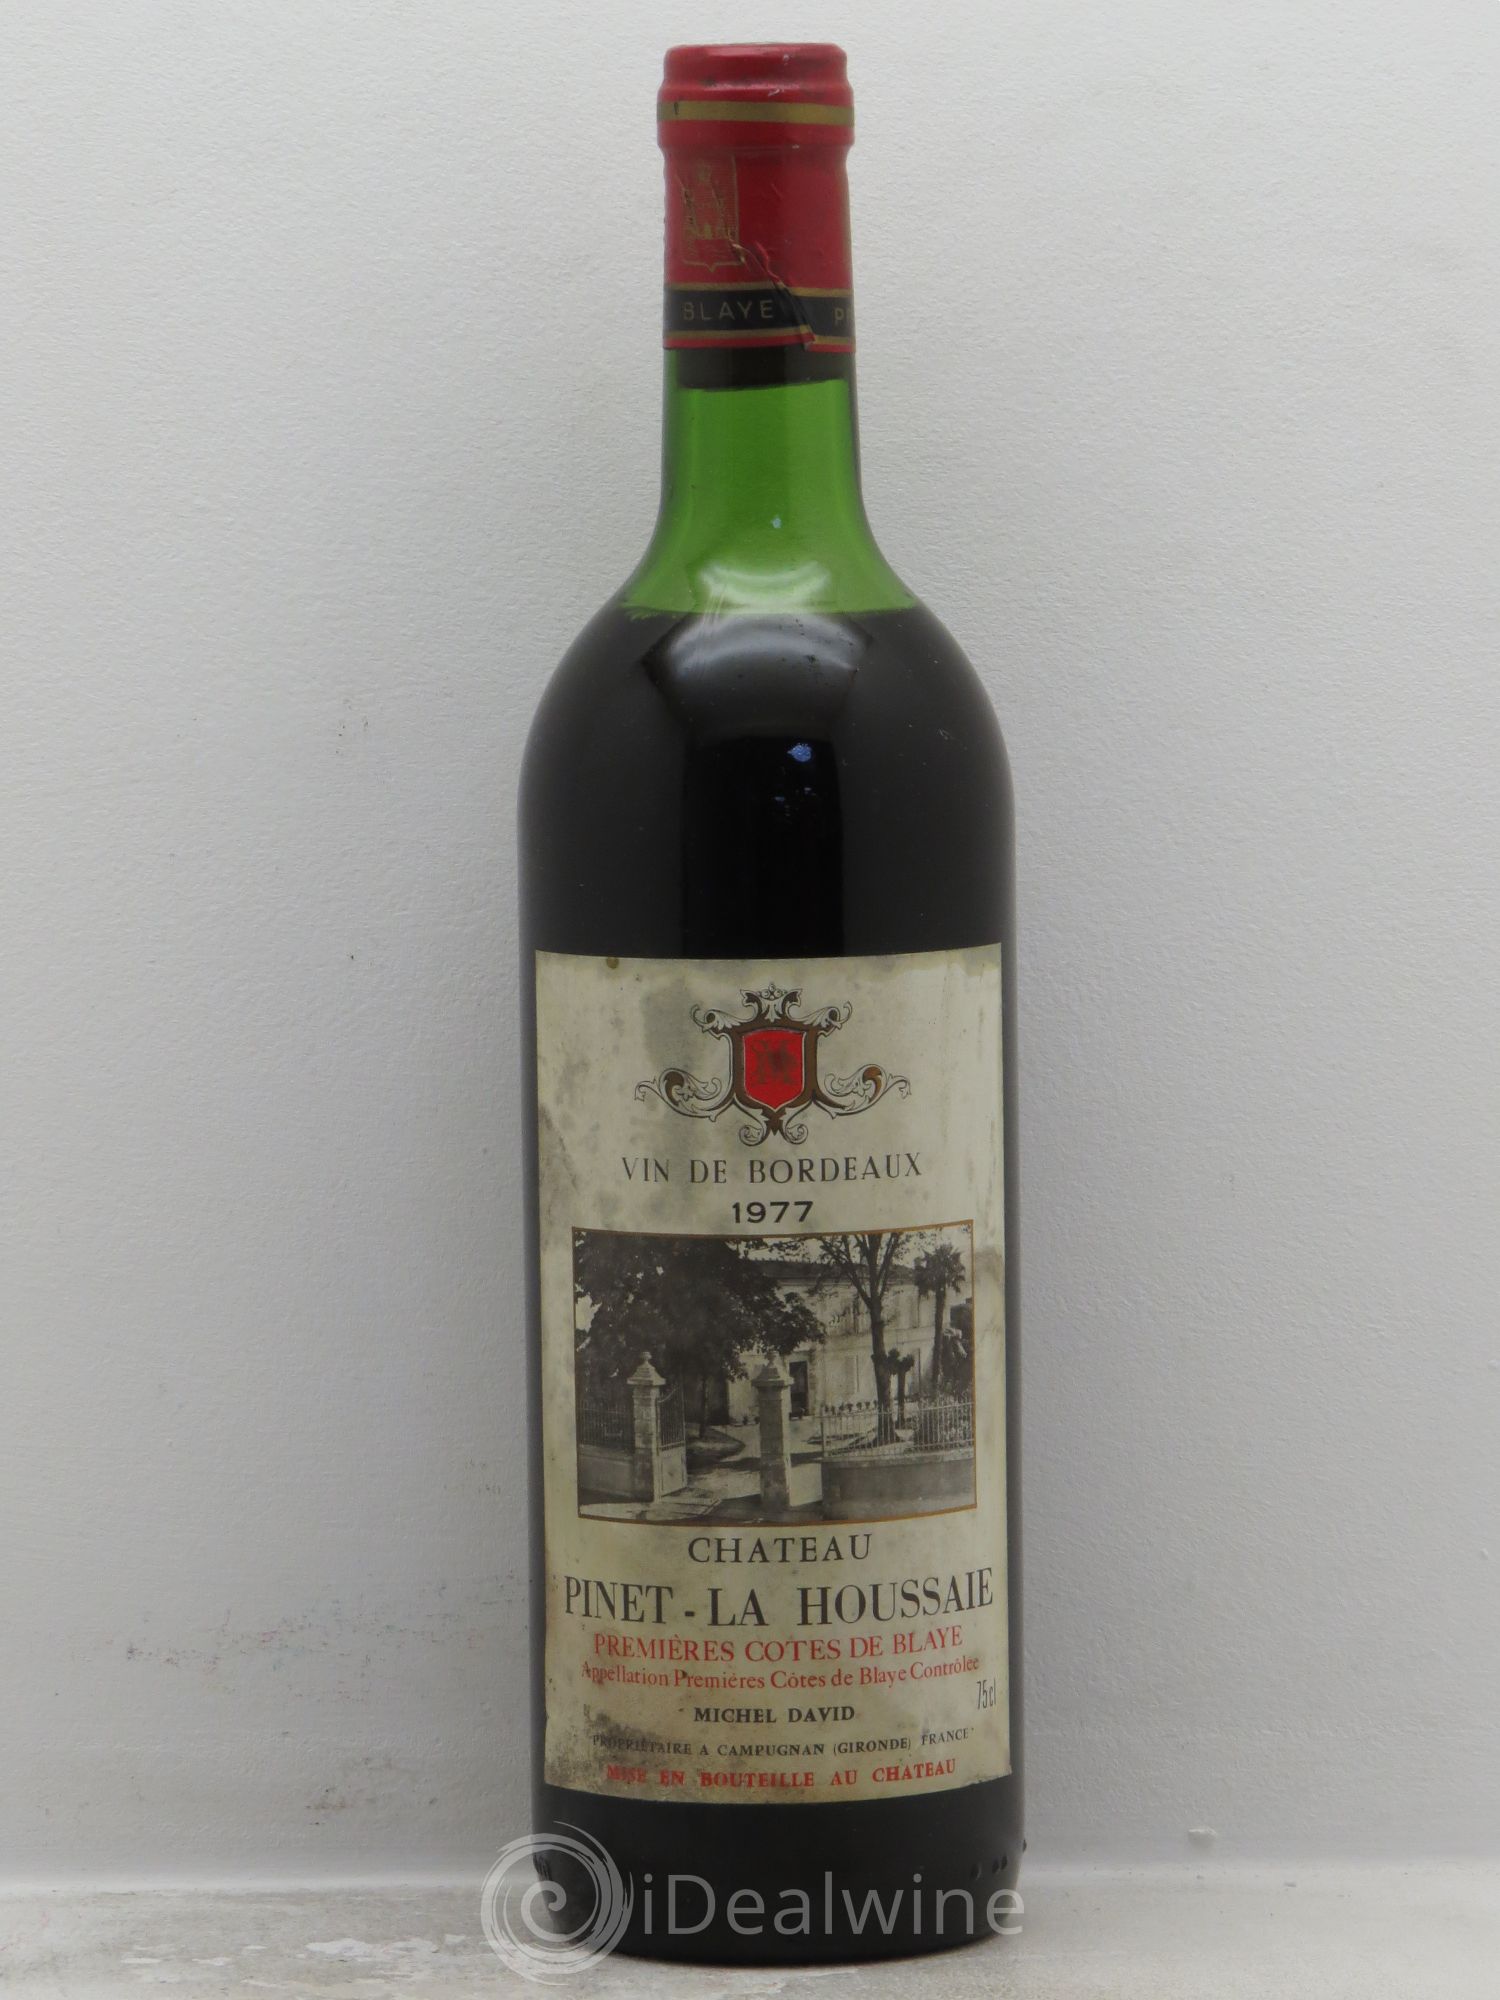 BLAYE
VIN DE BORDEAUX
1977
CHATEAU
PINET - LA HOUSSAIE
PREMIÈRES COTES DE BLAYE
Appellation Premières Côtes de Blaye Contrôlée
75cl
MICHEL DAVID
PROPRIÉTAIRE A CAMPUGNAN (GIRONDE) FRANCE
MISE EN BOUTEILLE AU CHATEAU
iDealwine